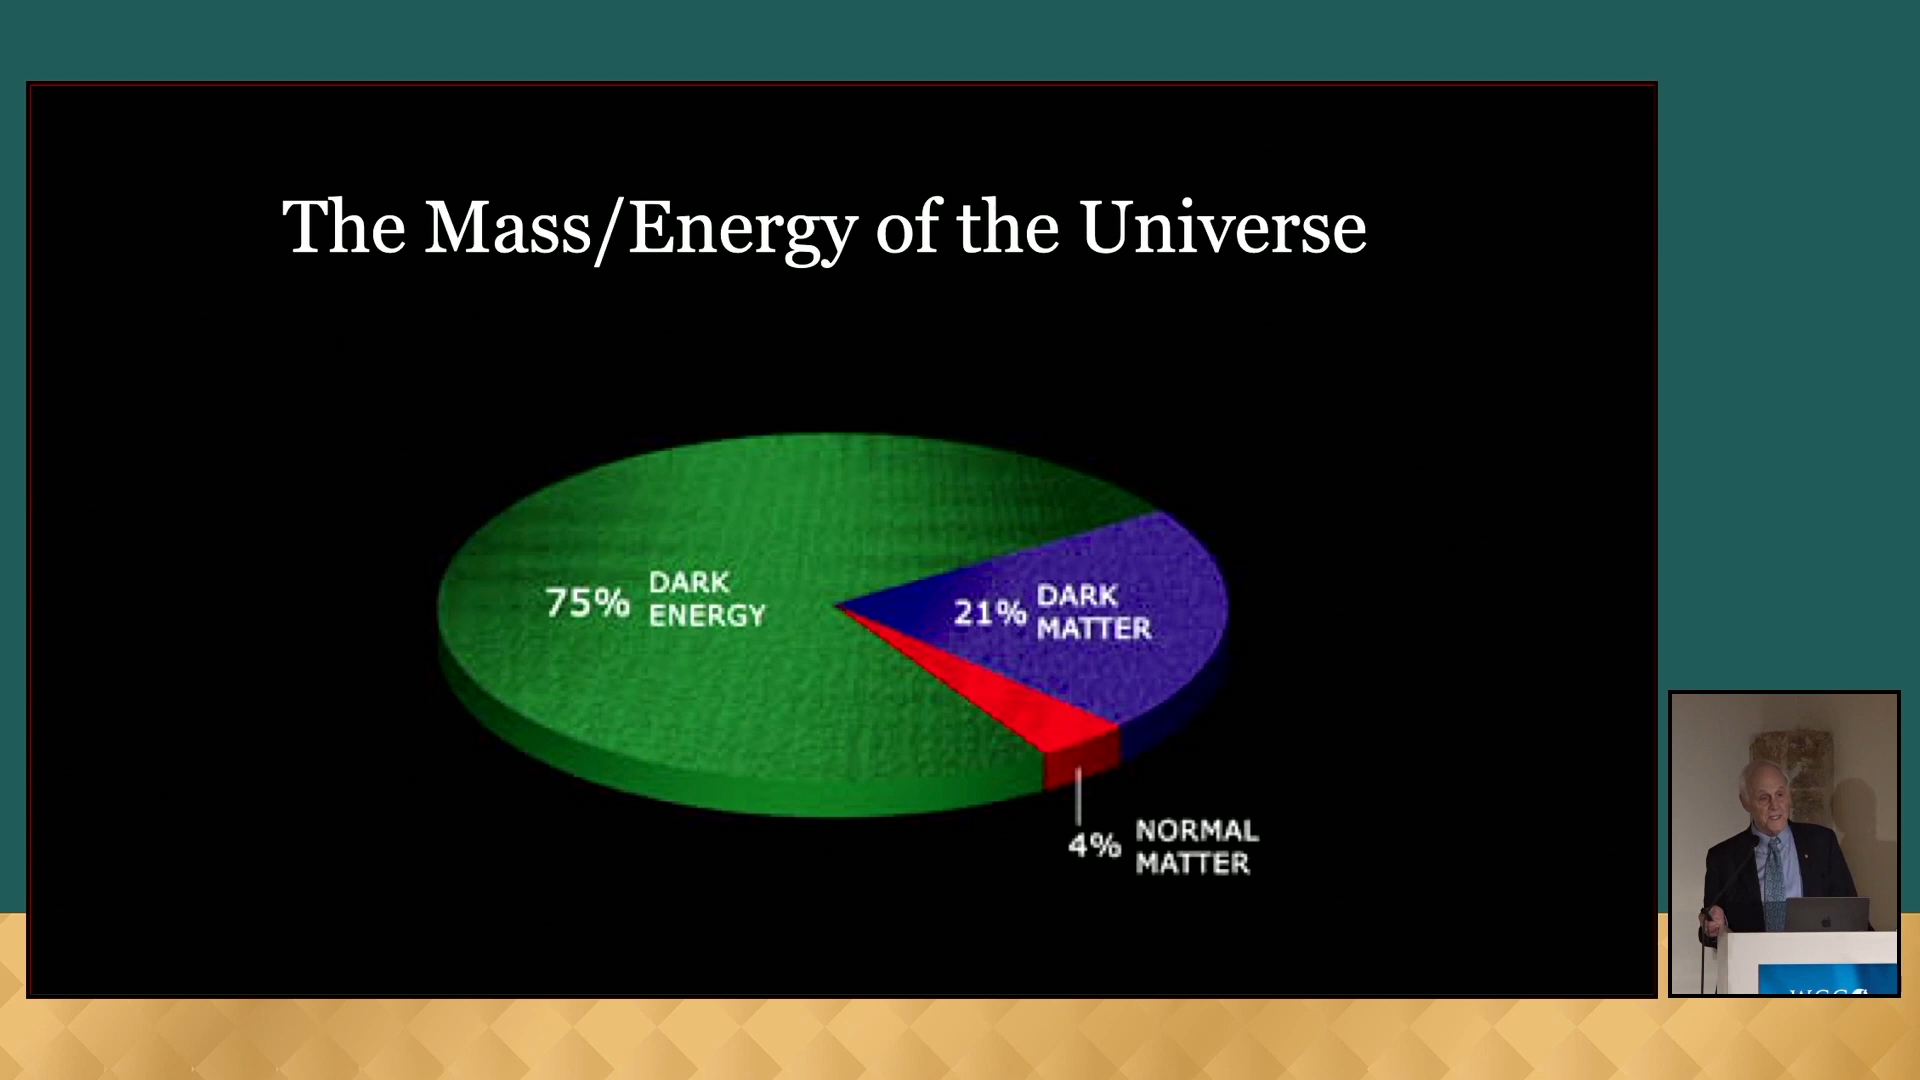 The Mass/Energy of the Universe
75% DARK
ENERGY
21% DARK
MATTER
4% NORMAL
MATTER